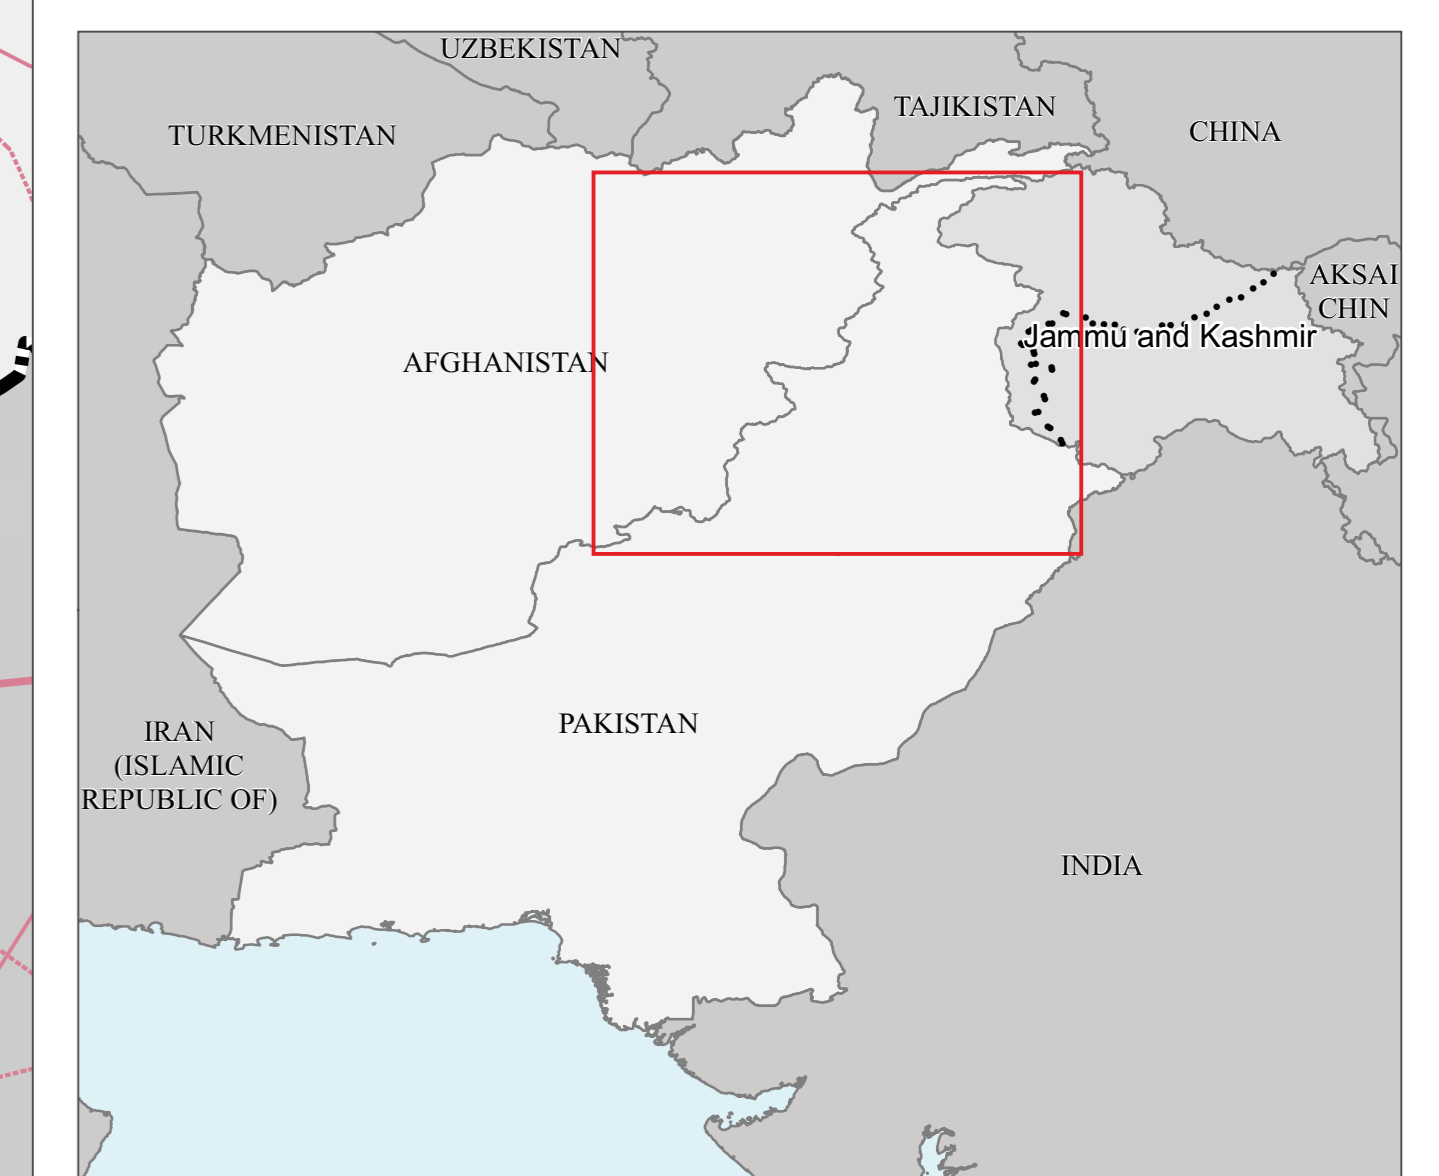 UZBEKISTAN
TAJIKISTAN
TURKMENISTAN
CHINA
AKSAI
CHIN
Jammu and Kashmir
AFGHANISTAN
PAKISTAN
IRAN
(ISLAMIC
REPUBLIC OF)
INDIA